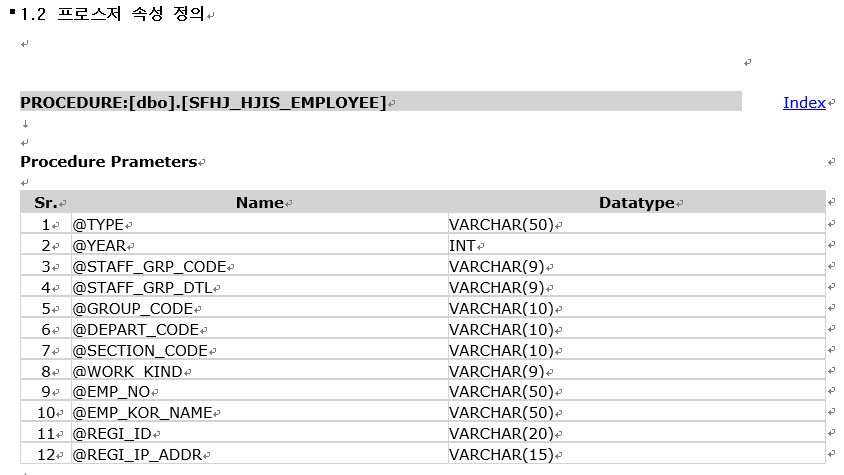 1.2 프로스저 속성 정의
PROCEDURE:[dbo].[SFHJ_HJIS_EMPLOYEE] Index
Procedure Prameters
Sr. Name Datatype
1 @TYPE VARCHAR(50)
2 @YEAR INT
3 @STAFF_GRP_CODE VARCHAR(9)
4 @STAFF_GRP_DTL VARCHAR(9)
5 @GROUP_CODE VARCHAR(10)
6 @DEPART_CODE VARCHAR(10)
7 @SECTION_CODE VARCHAR(10)
8 @WORK_KIND VARCHAR(9)
9 @EMP_NO VARCHAR(50)
10 @EMP_KOR_NAME VARCHAR(50)
11 @REGI_ID VARCHAR(20)
12 @REGI_IP_ADDR VARCHAR(15)